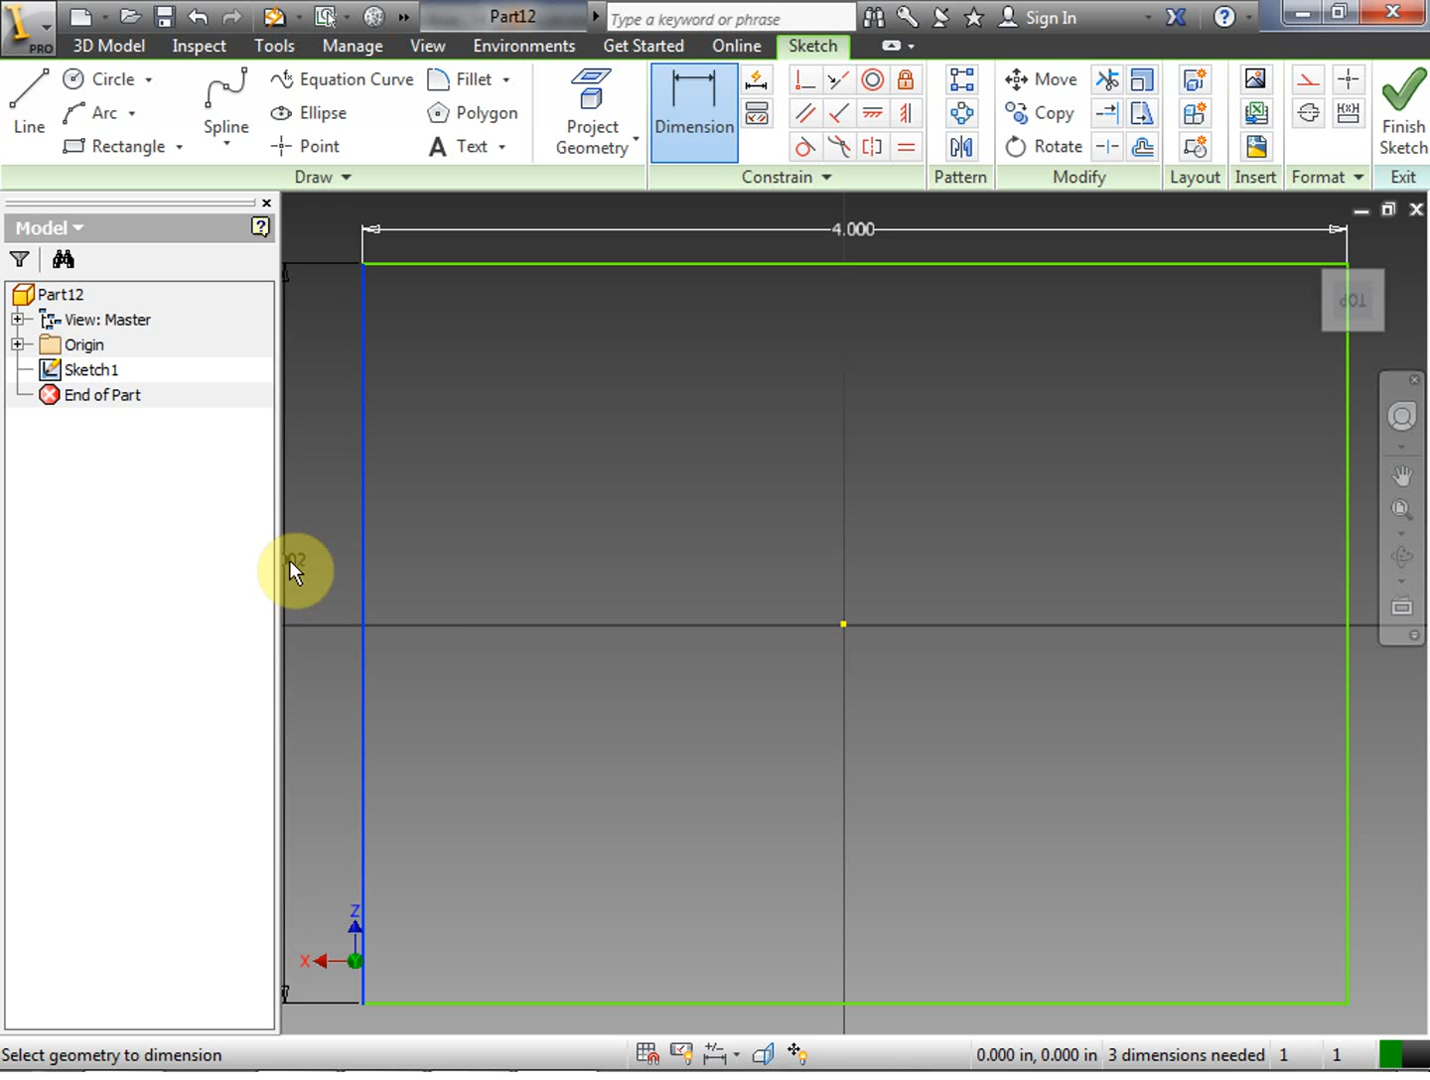 PRO
Part12
Type a keyword or phrase
Sign In
3D Model
Inspect
Tools
Manage
View
Environments
Get Started
Online
Sketch
Line
Circle
Arc
Rectangle
Spline
Equation Curve
Ellipse
Point
Fillet
Polygon
Text
Project
Geometry
Dimension
Move
Copy
Rotate
Finish
Sketch
Draw
Constrain
Pattern
Modify
Layout
Insert
Format
Exit
Model
Part12
View: Master
Origin
Sketch1
End of Part
4.000
TOP
Z
X
Select geometry to dimension
0.000 in, 0.000 in
3 dimensions needed
1
1